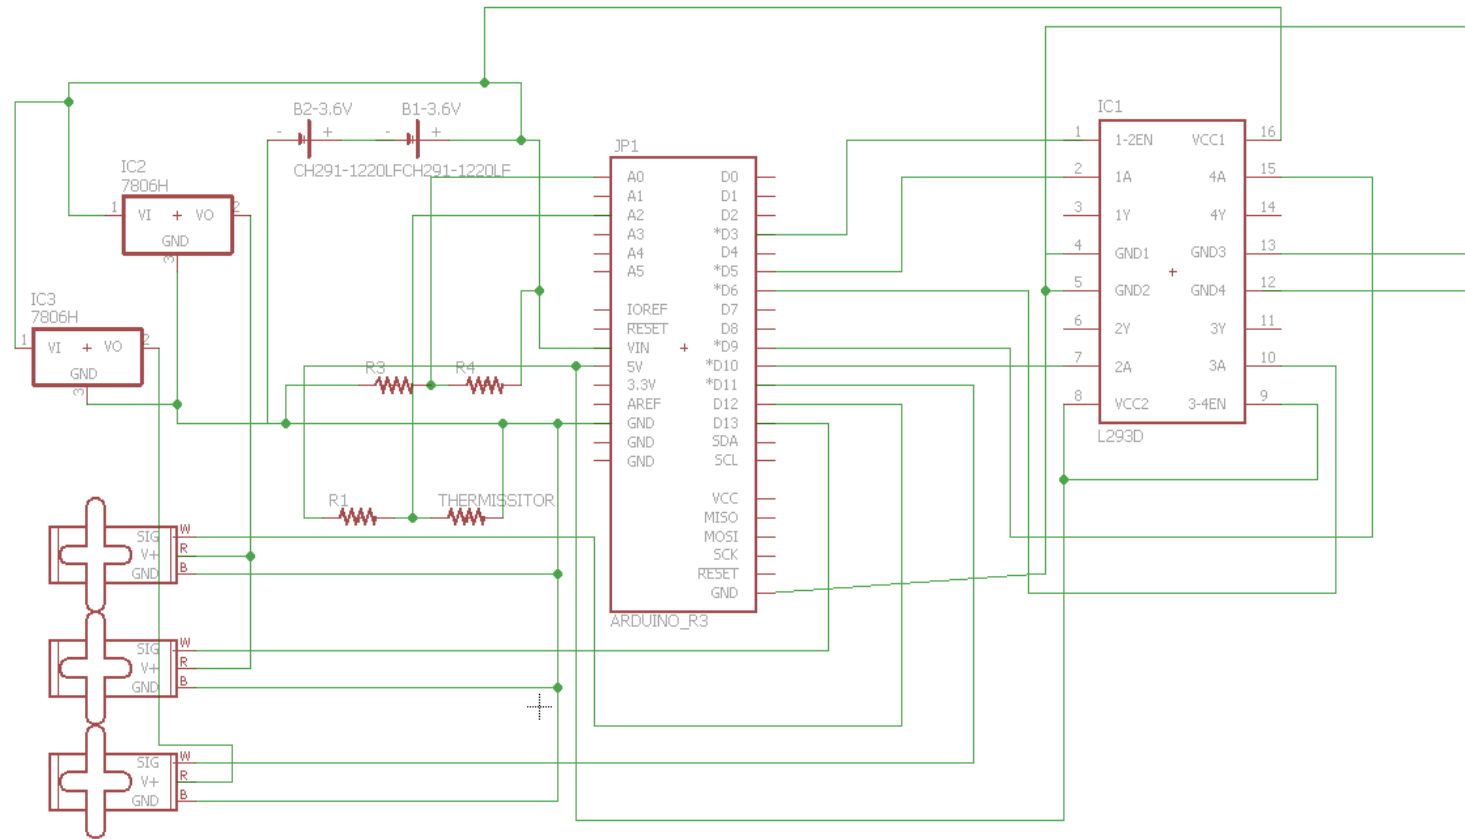 B2-3.6V
B1-3.6V
- + - +
CH291-1220LFCH291-1220LF
IC2
7806H
1 VI + VO 2
GND
3
IC3
7806H
1 VI + VO 2
GND
3
R3
R4
R1
THERMISSITOR
JP1
A0 D0
A1 D1
A2 D2
A3 *D3
A4 D4
A5 *D5
*D6
IOREF D7
RESET D8
VIN *D9
5V *D10
3.3V *D11
AREF D12
GND D13
GND SDA
GND SCL
VCC
MISO
MOSI
SCK
RESET
GND
ARDUINO_R3
IC1
1 1-2EN VCC1 16
2 1A 4A 15
3 1Y 4Y 14
4 GND1 GND3 13
5 GND2 GND4 12
6 2Y 3Y 11
7 2A 3A 10
8 VCC2 3-4EN 9
L293D
SIG W
V+ R
GND B
SIG W
V+ R
GND B
SIG W
V+ R
GND B